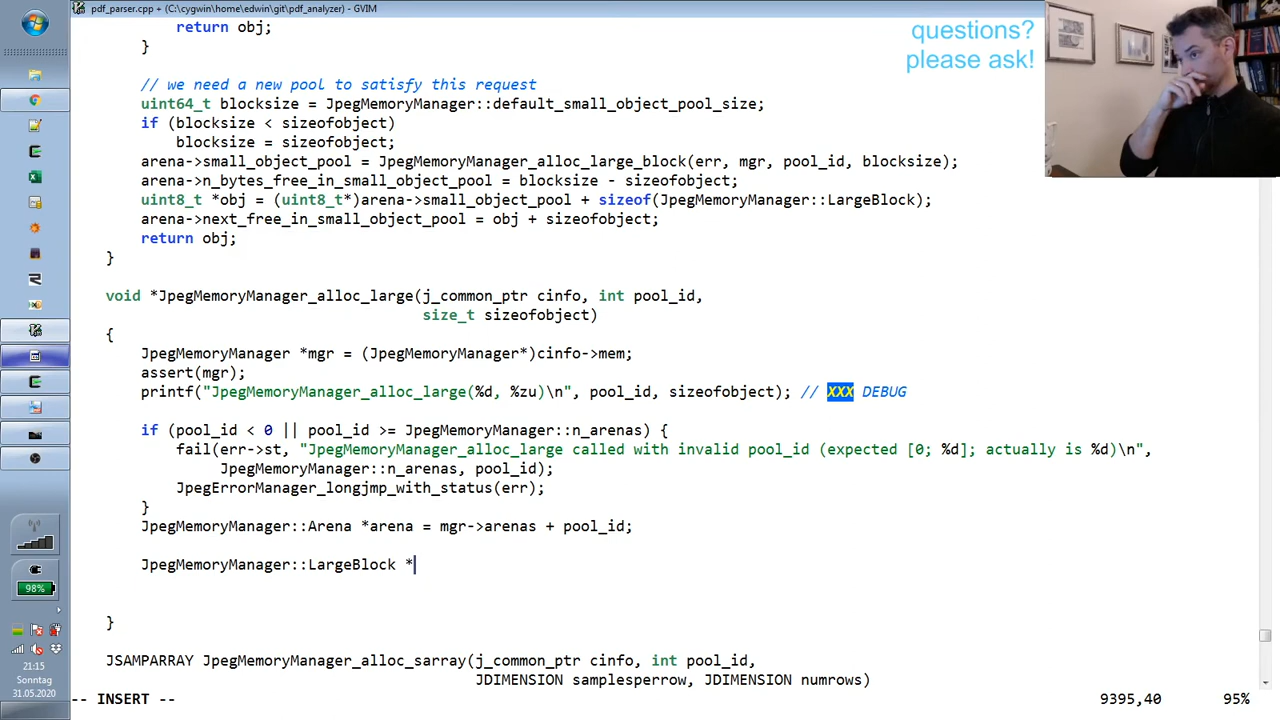 pdf_parser.cpp + (C:\cygwin\home\edwin\git\pdf_analyzer) - GVIM
questions?
please ask!
return obj;
}
// we need a new pool to satisfy this request
uint64_t blocksize = JpegMemoryManager::default_small_object_pool_size;
if (blocksize < sizeofobject)
blocksize = sizeofobject;
arena->small_object_pool = JpegMemoryManager_alloc_large_block(err, mgr, pool_id, blocksize);
arena->n_bytes_free_in_small_object_pool = blocksize - sizeofobject;
uint8_t *obj = (uint8_t*)arena->small_object_pool + sizeof(JpegMemoryManager::LargeBlock);
arena->next_free_in_small_object_pool = obj + sizeofobject;
return obj;
}
void *JpegMemoryManager_alloc_large(j_common_ptr cinfo, int pool_id,
size_t sizeofobject)
{
JpegMemoryManager *mgr = (JpegMemoryManager*)cinfo->mem;
assert(mgr);
printf("JpegMemoryManager_alloc_large(%d, %zu)\n", pool_id, sizeofobject); // XXX DEBUG
if (pool_id < 0 || pool_id >= JpegMemoryManager::n_arenas) {
fail(err->st, "JpegMemoryManager_alloc_large called with invalid pool_id (expected [0; %d]; actually is %d)\n",
JpegMemoryManager::n_arenas, pool_id);
JpegErrorManager_longjmp_with_status(err);
}
JpegMemoryManager::Arena *arena = mgr->arenas + pool_id;
JpegMemoryManager::LargeBlock *
}
JSAMPARRAY JpegMemoryManager_alloc_sarray(j_common_ptr cinfo, int pool_id,
JDIMENSION samplesperrow, JDIMENSION numrows)
-- INSERT --
9395,40
95%
98%
21:15
Sonntag
31.05.2020